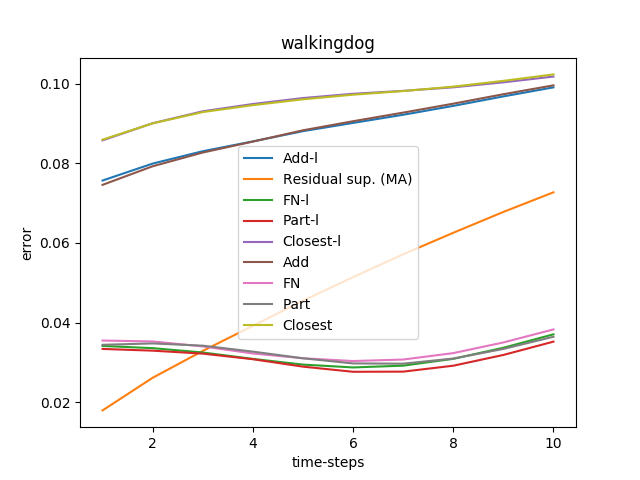 walkingdog
0.10
0.08
0.06
0.04
0.02
error
Add-l
Residual sup. (MA)
FN-l
Part-l
Closest-l
Add
FN
Part
Closest
2
4
6
8
10
time-steps